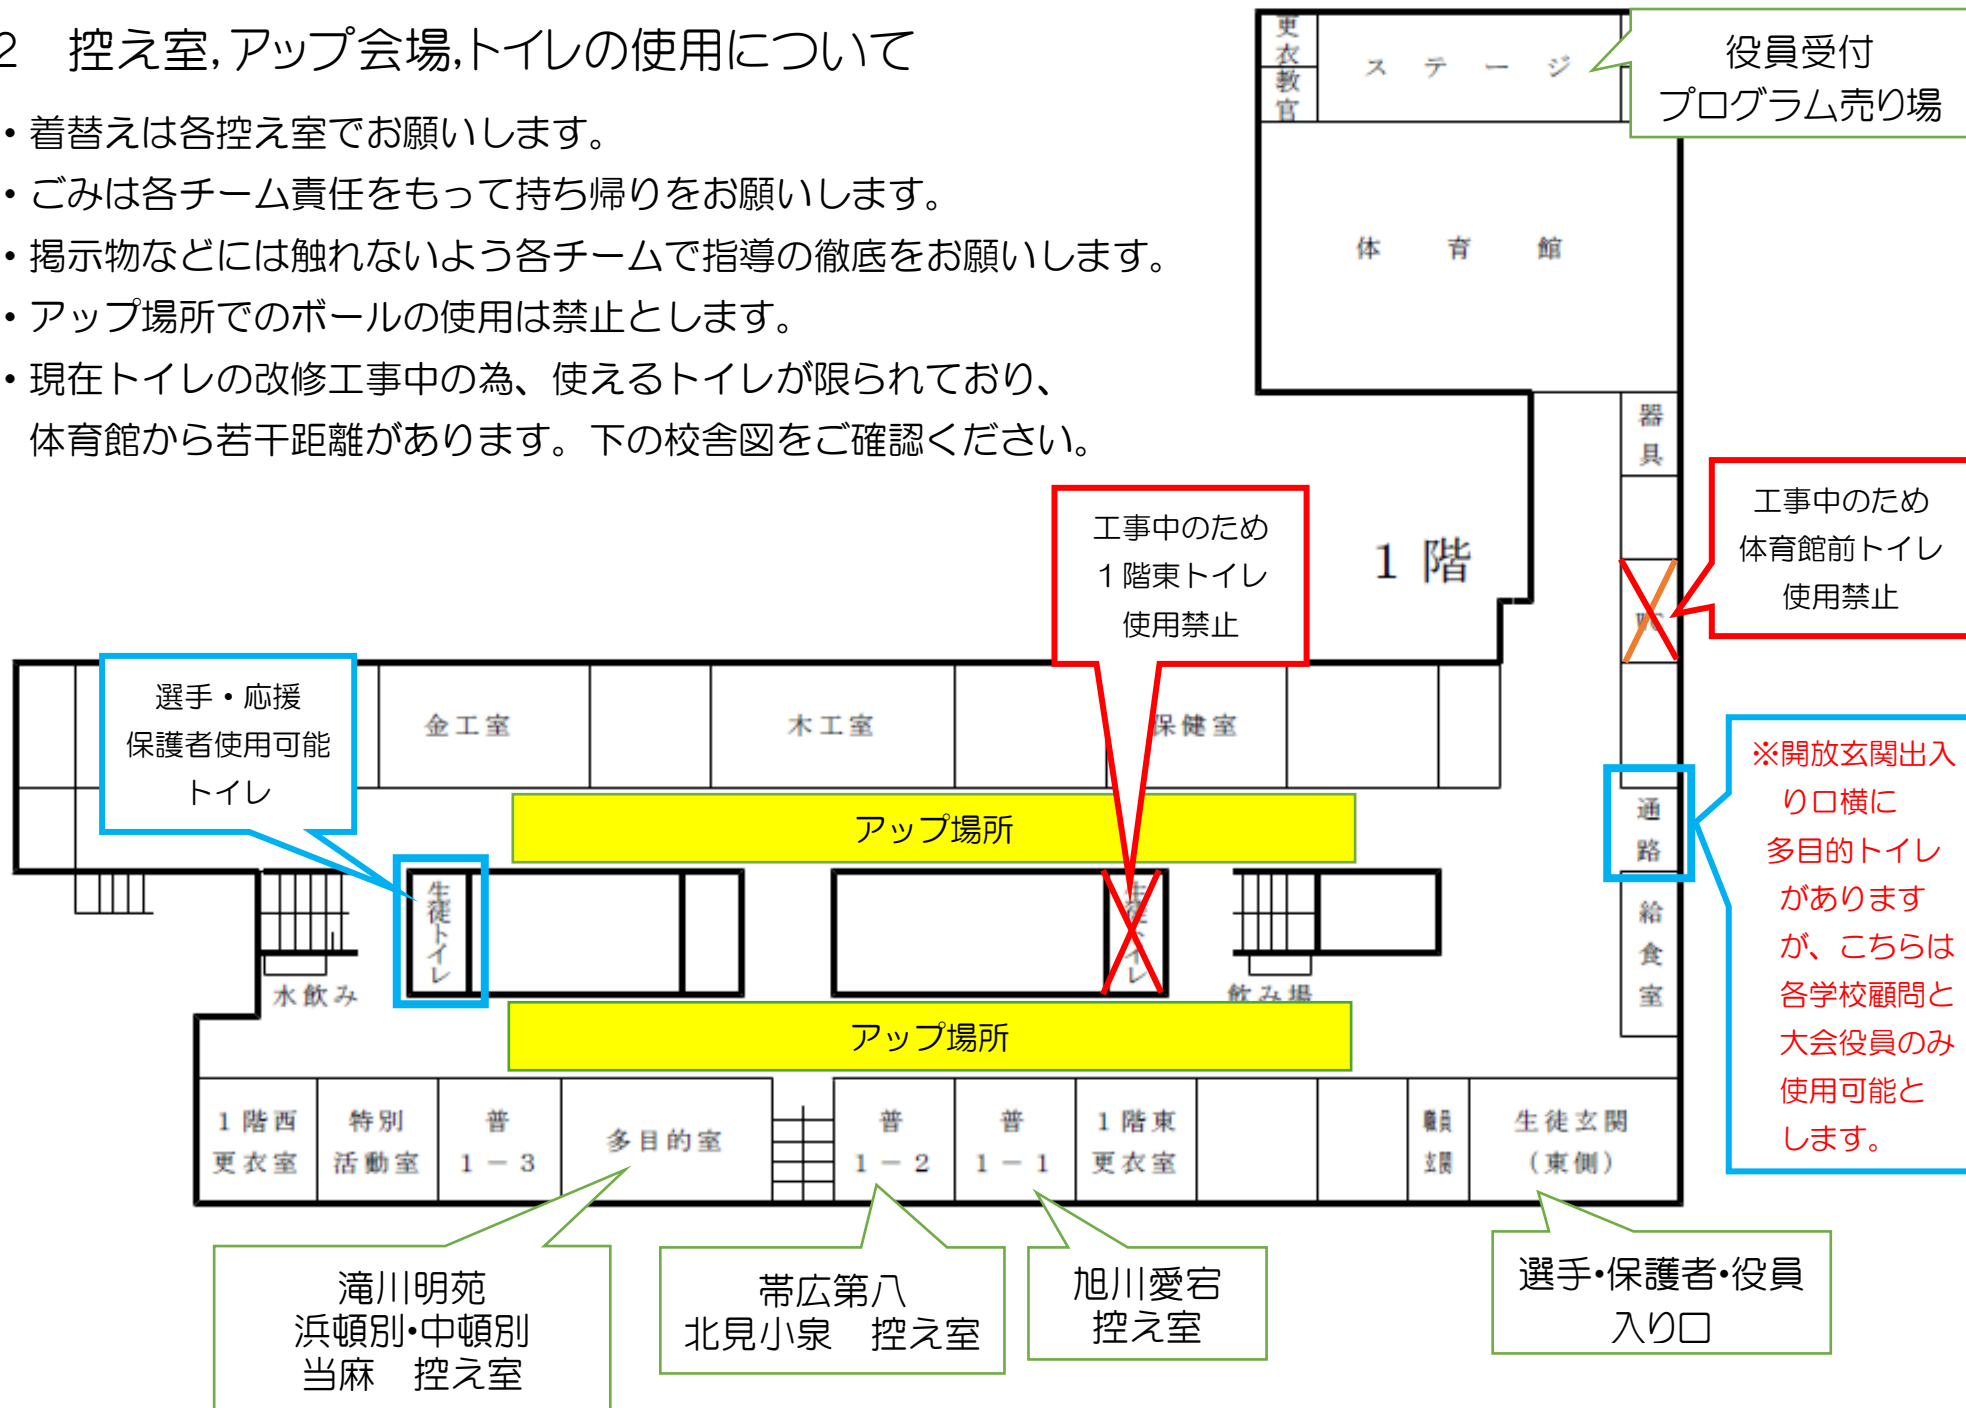 2　控え室,アップ会場,トイレの使用について
・着替えは各控え室でお願いします。
・ごみは各チーム責任をもって持ち帰りをお願いします。
・掲示物などには触れないよう各チームで指導の徹底をお願いします。
・アップ場所でのボールの使用は禁止とします。
・現在トイレの改修工事中の為、使えるトイレが限られており、
体育館から若干距離があります。下の校舎図をご確認ください。
更衣
教官
ステージ
役員受付
プログラム売り場
体育館
器具
1階
工事中のため
１階東トイレ
使用禁止
工事中のため
体育館前トイレ
使用禁止
選手・応援
保護者使用可能
トイレ
金工室
木工室
保健室
通路
※開放玄関出入
り口横に
多目的トイレ
があります
が、こちらは
各学校顧問と
大会役員のみ
使用可能と
します。
アップ場所
生徒トイレ
生徒トイレ
給食室
水飲み
飲み場
アップ場所
1階西
更衣室
特別
活動室
普
1－3
多目的室
普
1－2
普
1－1
1階東
更衣室
職員
玄関
生徒玄関
（東側）
滝川明苑
浜頓別・中頓別
当麻　控え室
帯広第八
北見小泉　控え室
旭川愛宕
控え室
選手・保護者・役員
入り口